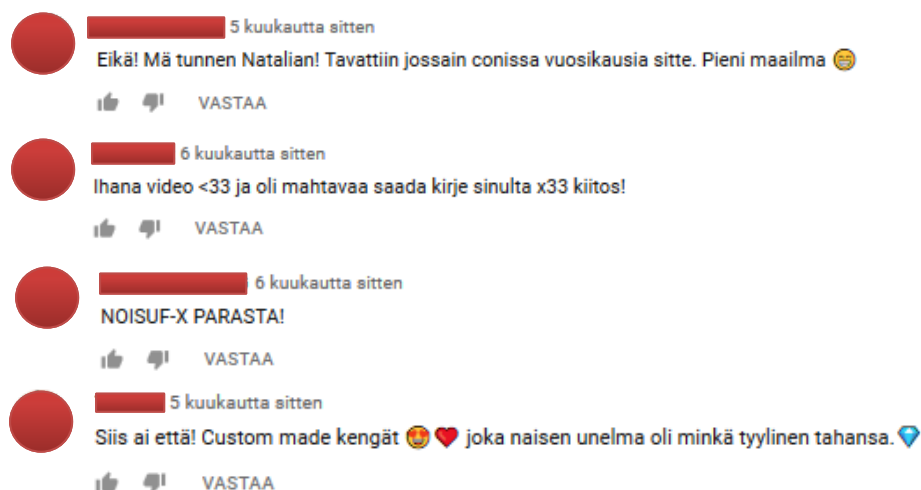 5 kuukautta sitten
Eikä! Mä tunnen Natalian! Tavattiin jossain conissa vuosikausia sitte. Pieni maailma 😁
VASTAA
6 kuukautta sitten
Ihana video <33 ja oli mahtavaa saada kirje sinulta x33 kiitos!
VASTAA
6 kuukautta sitten
NOISUF-X PARASTA!
VASTAA
5 kuukautta sitten
Siis ai että! Custom made kengät 😍❤️ joka naisen unelma oli minkä tyylinen tahansa.💎
VASTAA